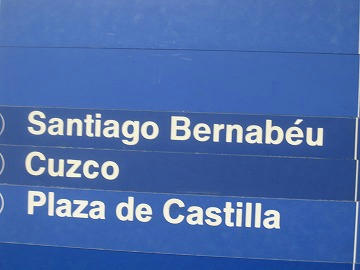 Santiago Bernabéu
Cuzco
Plaza de Castilla